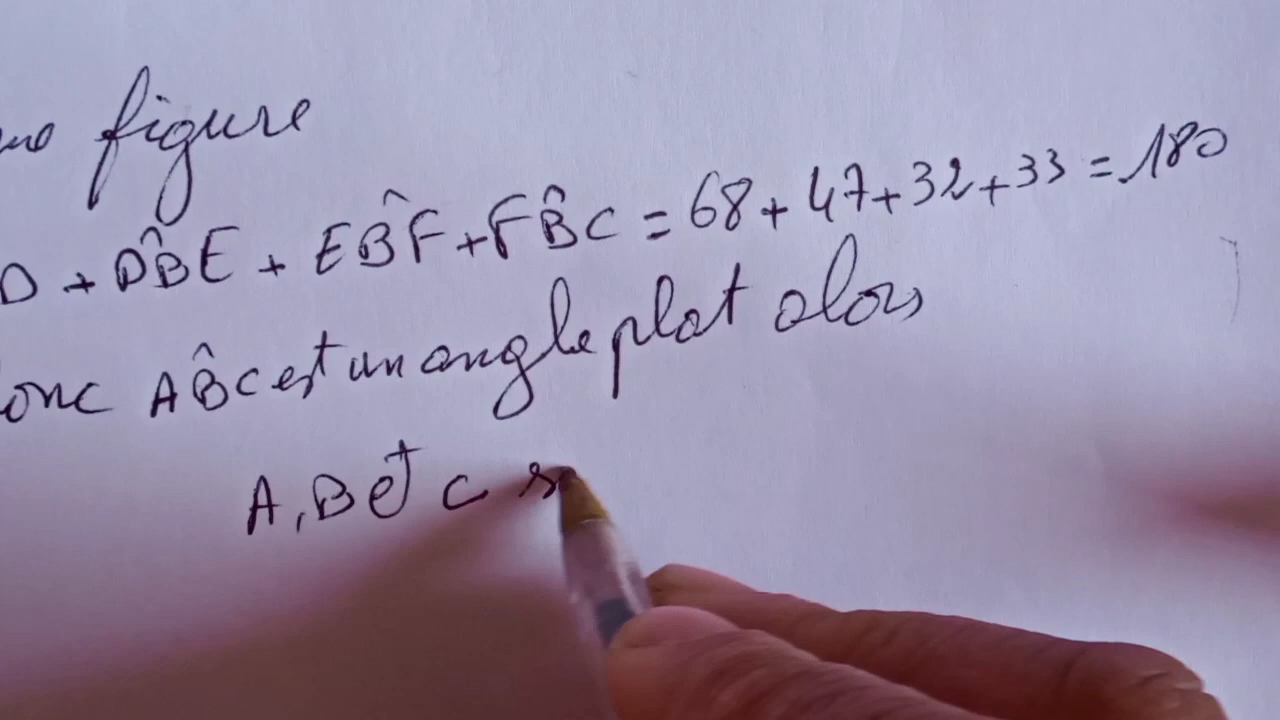 figure
D + DB̂E + EB̂F + FB̂C = 68 + 47 + 32 + 33 = 180
onc AB̂C est un angle plat alors
A, B et C s